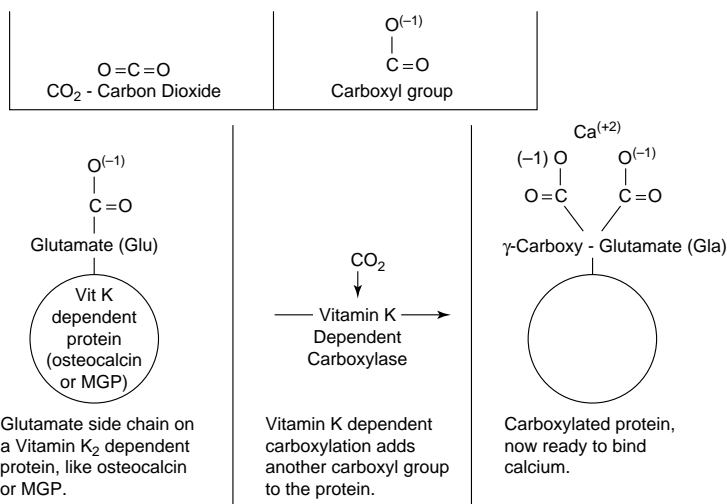 O=C=O
CO2 - Carbon Dioxide
O(–1)
C=O
Carboxyl group
O(–1)
C=O
Glutamate (Glu)
Vit K
dependent
protein
(osteocalcin
or MGP)
Glutamate side chain on
a Vitamin K2 dependent
protein, like osteocalcin
or MGP.
CO2
Vitamin K
Dependent
Carboxylase
Vitamin K dependent
carboxylation adds
another carboxyl group
to the protein.
Ca(+2)
(–1) O O(–1)
O=C C=O
γ-Carboxy - Glutamate (Gla)
Carboxylated protein,
now ready to bind
calcium.